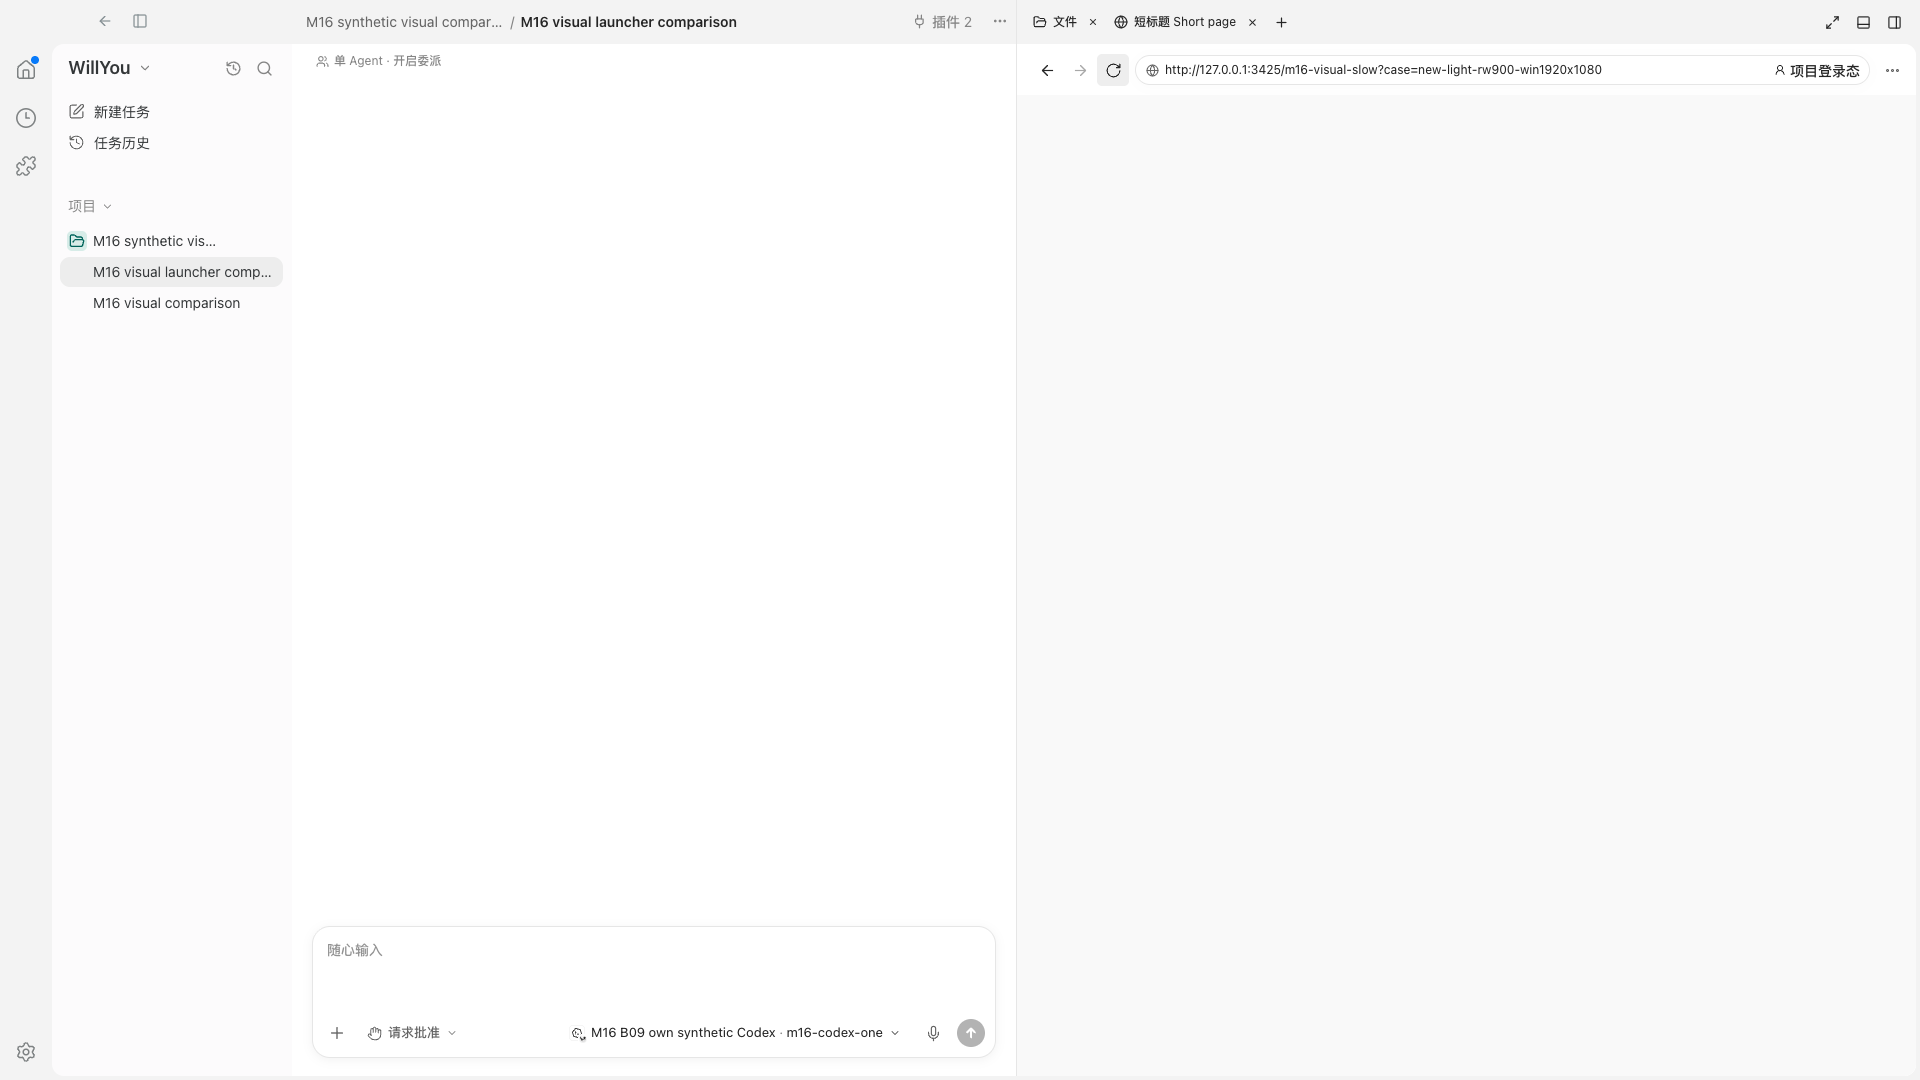 M16 synthetic visual compar... / M16 visual launcher comparison
插件 2
文件
短标题 Short page
WillYou
单 Agent · 开启委派
http://127.0.0.1:3425/m16-visual-slow?case=new-light-rw900-win1920x1080
项目登录态
新建任务
任务历史
项目
M16 synthetic vis...
M16 visual launcher comp...
M16 visual comparison
随心输入
请求批准
M16 B09 own synthetic Codex · m16-codex-one